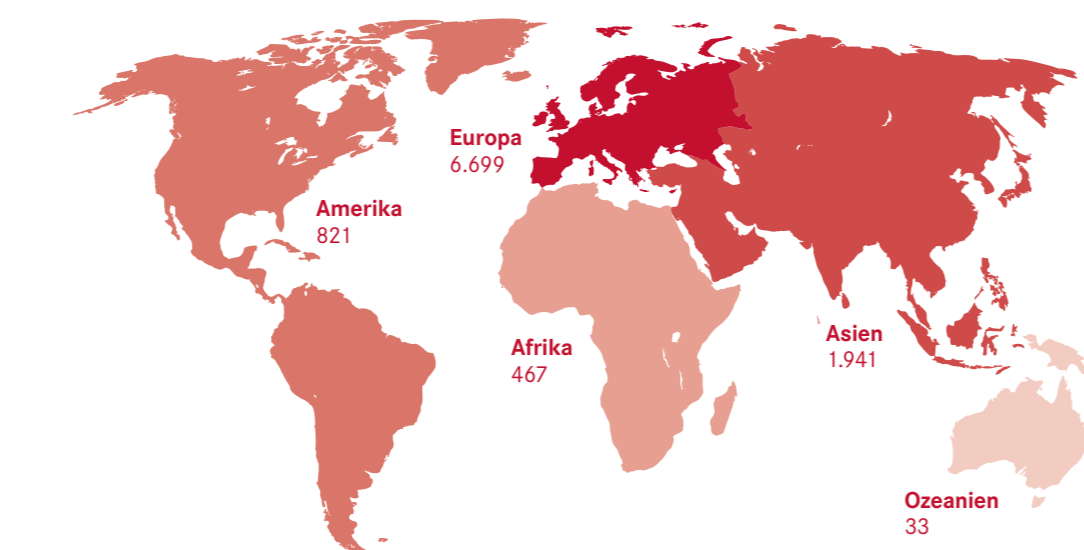 Europa
6.699
Amerika
821
Afrika
467
Asien
1.941
Ozeanien
33